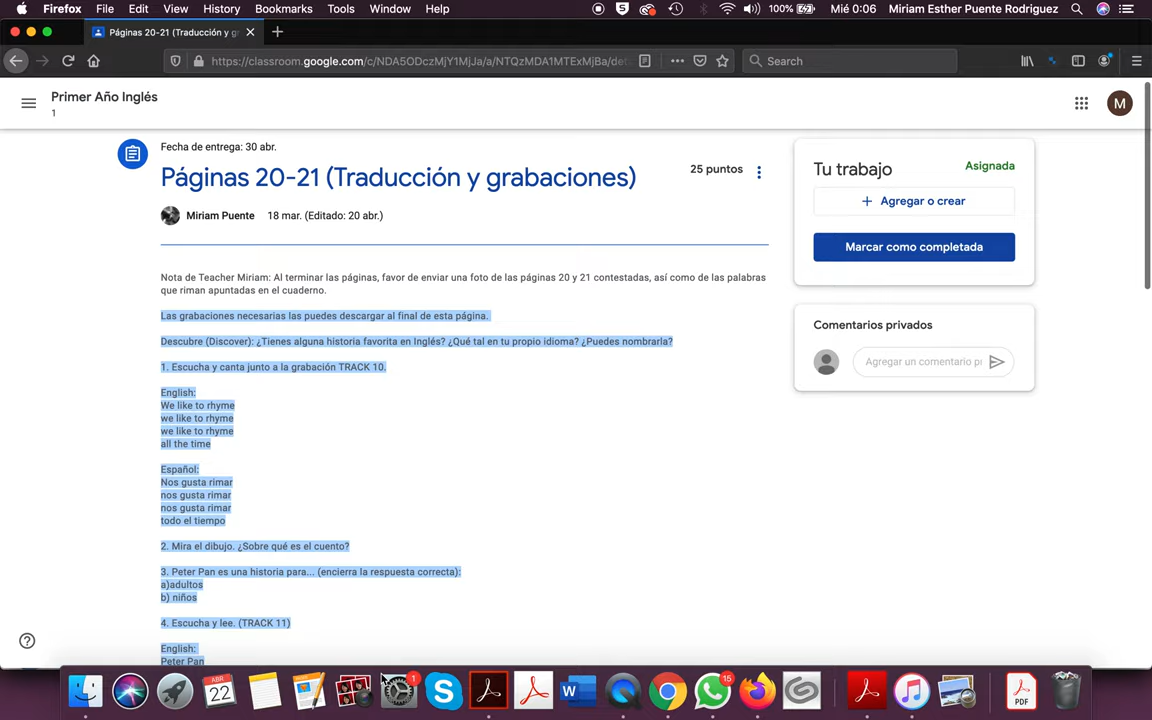 Firefox File Edit View History Bookmarks Tools Window Help 100% Mié 0:06 Miriam Esther Puente Rodriguez
Páginas 20-21 (Traducción y gr
https://classroom.google.com/c/NDA5ODczMjY1MjJa/a/NTQzMDA1MTExMjBa/det Search
Primer Año Inglés
1
M
Fecha de entrega: 30 abr.
Páginas 20-21 (Traducción y grabaciones)
25 puntos
Miriam Puente 18 mar. (Editado: 20 abr.)
Nota de Teacher Miriam: Al terminar las páginas, favor de enviar una foto de las páginas 20 y 21 contestadas, así como de las palabras
que riman apuntadas en el cuaderno.
Las grabaciones necesarias las puedes descargar al final de esta página.
Descubre (Discover): ¿Tienes alguna historia favorita en Inglés? ¿Qué tal en tu propio idioma? ¿Puedes nombrarla?
1. Escucha y canta junto a la grabación TRACK 10.
English:
We like to rhyme
we like to rhyme
we like to rhyme
all the time
Español:
Nos gusta rimar
nos gusta rimar
nos gusta rimar
todo el tiempo
2. Mira el dibujo. ¿Sobre qué es el cuento?
3. Peter Pan es una historia para... (encierra la respuesta correcta):
a)adultos
b) niños
4. Escucha y lee. (TRACK 11)
English:
Peter Pan
Tu trabajo Asignada
+ Agregar o crear
Marcar como completada
Comentarios privados
Agregar un comentario
ABR
22
1
15
PDF